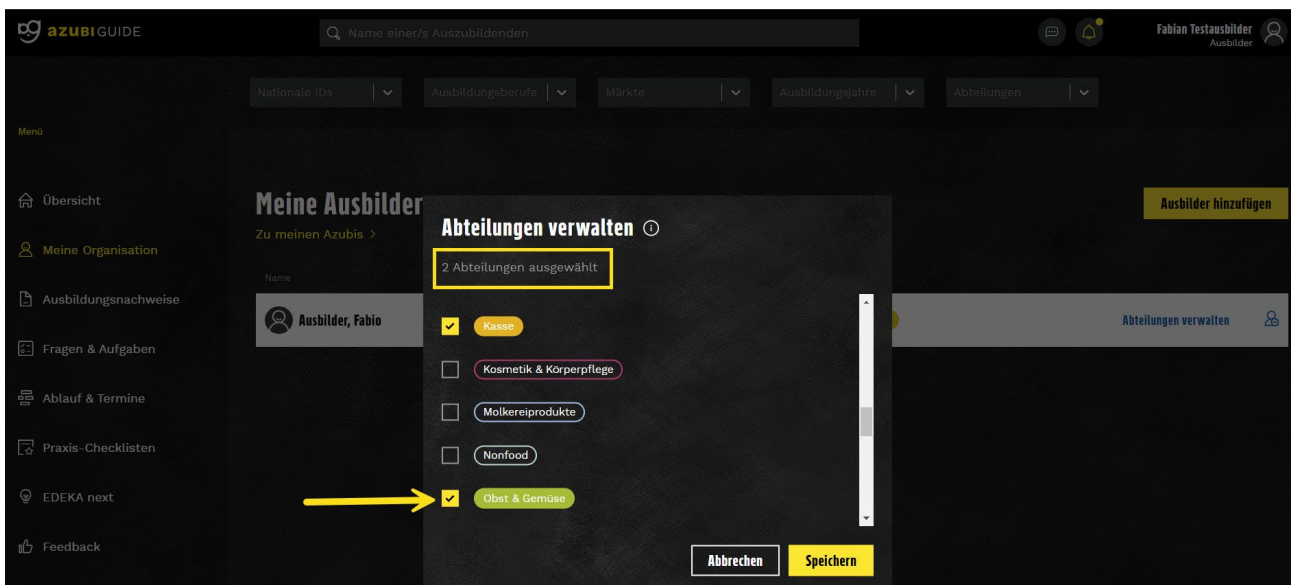 azubiGUIDE
Name einer/s Auszubildenden
Fabian Testausbilder
Ausbilder
Nationale IDs
Ausbildungsberufe
Märkte
Ausbildungsjahre
Abteilungen
Menü
Übersicht
Meine Organisation
Ausbildungsnachweise
Fragen & Aufgaben
Ablauf & Termine
Praxis-Checklisten
EDEKA next
Feedback
Meine Ausbilder
Zu meinen Azubis >
Ausbilder hinzufügen
Name
Ausbilder, Fabio
Abteilungen verwalten
Abteilungen verwalten
2 Abteilungen ausgewählt
Kasse
Kosmetik & Körperpflege
Molkereiprodukte
Nonfood
Obst & Gemüse
Abbrechen
Speichern